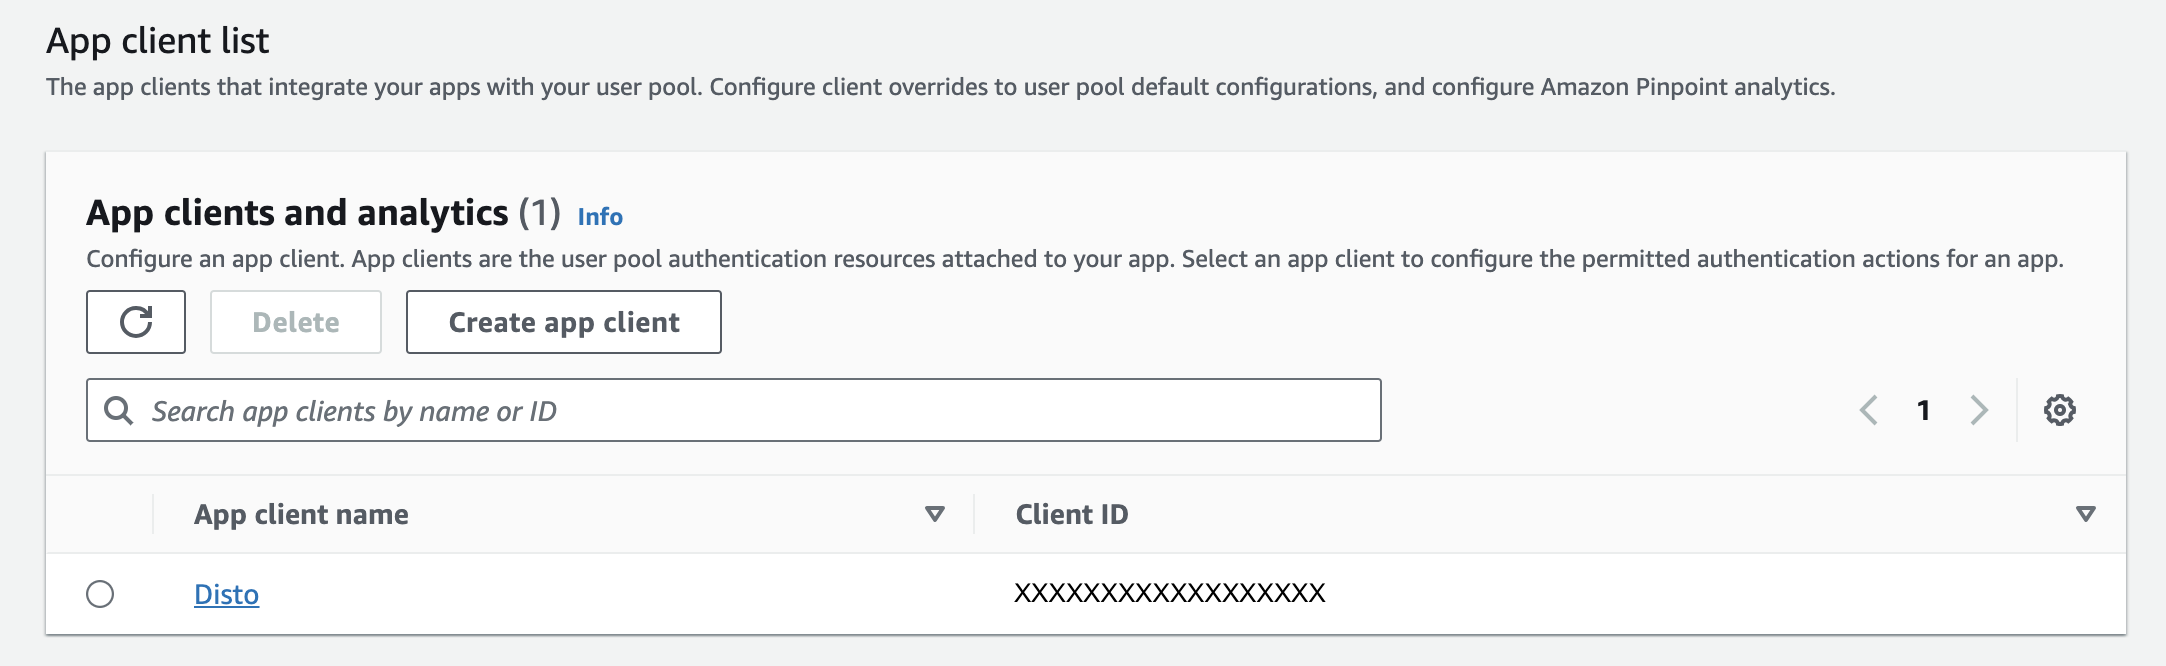 App client list
The app clients that integrate your apps with your user pool. Configure client overrides to user pool default configurations, and configure Amazon Pinpoint analytics.
App clients and analytics (1) Info
Configure an app client. App clients are the user pool authentication resources attached to your app. Select an app client to configure the permitted authentication actions for an app.
Delete Create app client
Search app clients by name or ID 1
App client name Client ID
Disto XXXXXXXXXXXXXXXXXX